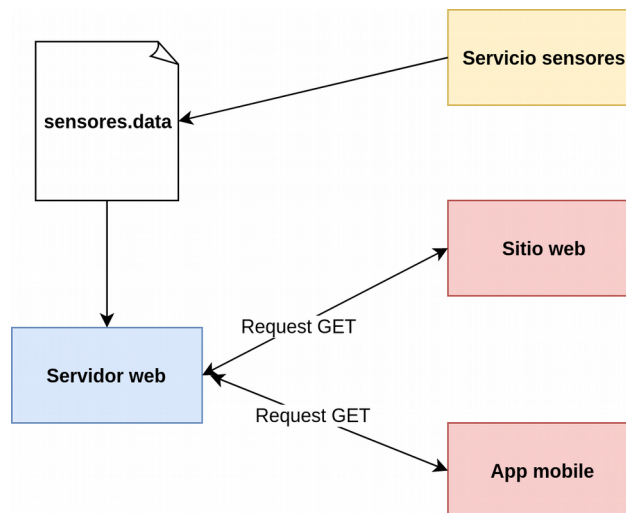 Servicio sensores
sensores.data
Sitio web
Request GET
Servidor web
Request GET
App mobile